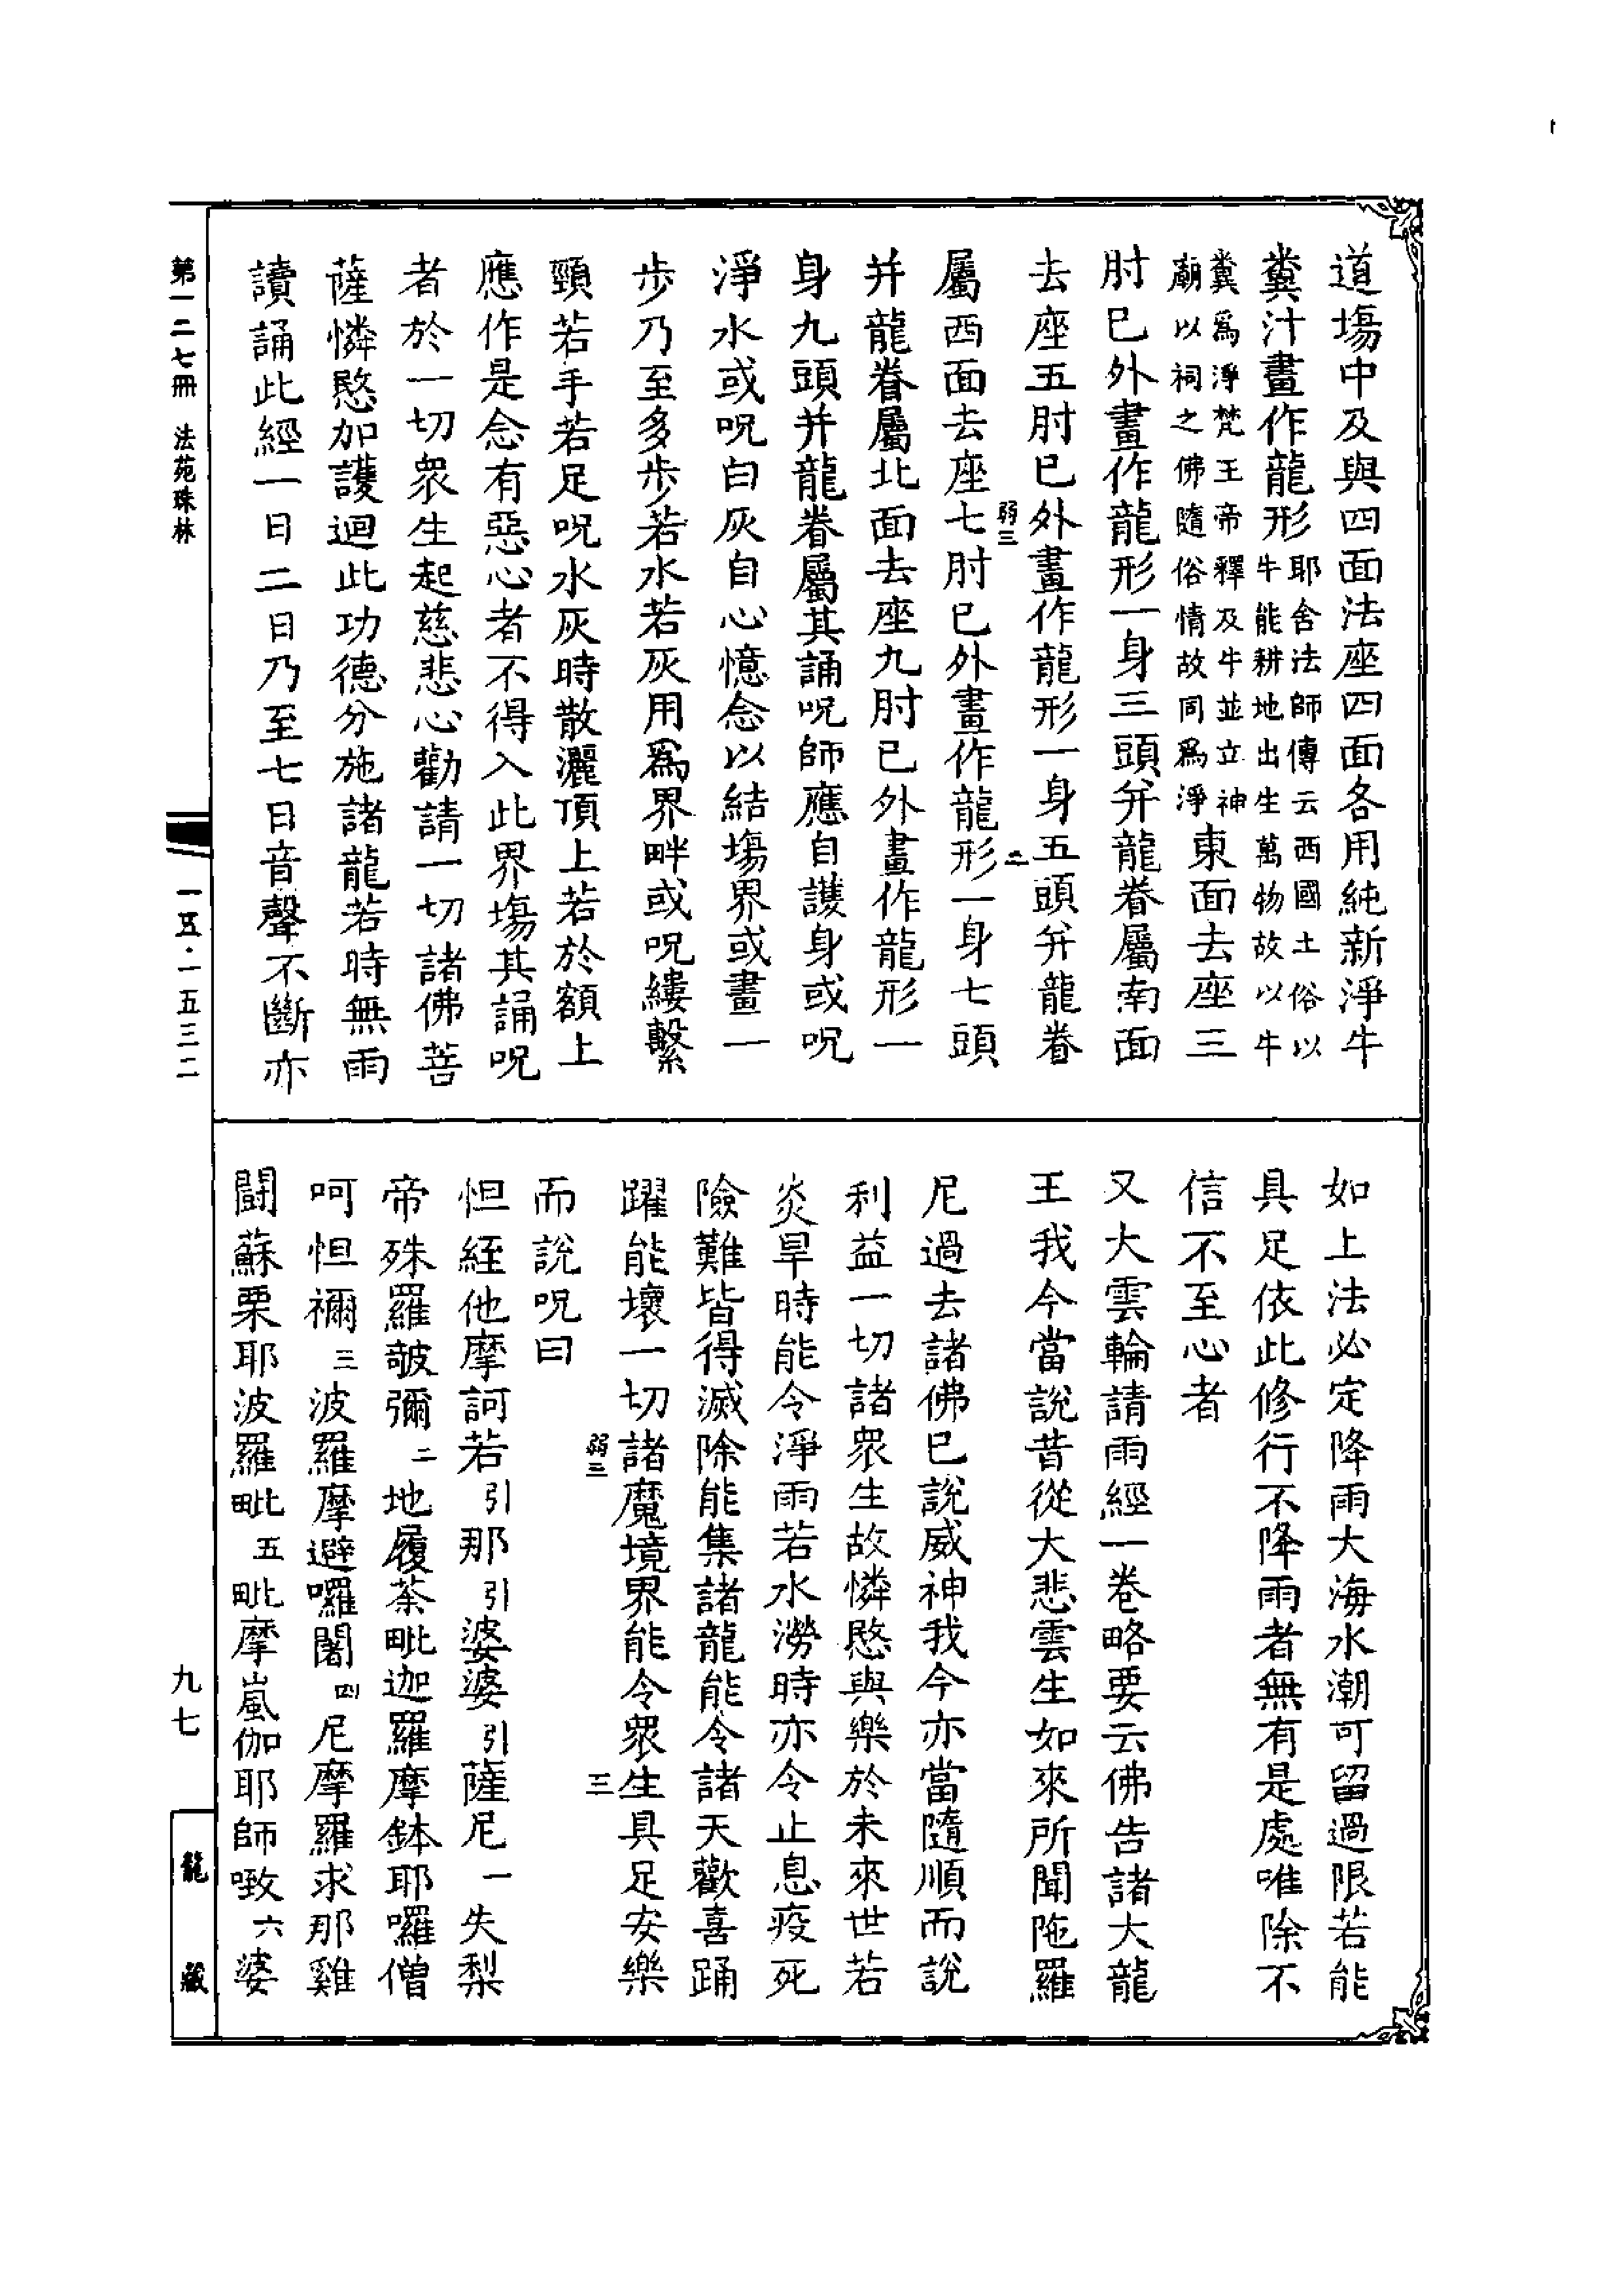 道塲中及與四面法座四面各用純新淨牛
糞汁畫作龍形耶舍法師傳云西國土俗以牛能耕地出生萬物故以牛
糞爲淨梵王帝釋及牛並立神廟以祠之佛隨俗情故同爲淨東面去座三
肘已外畫作龍形一身三頭并龍眷屬南面
去座五肘已外畫作龍形一身五頭并龍眷
屬西面去座七肘已外畫作龍形一身七頭
弱三
二
并龍眷屬北面去座九肘已外畫作龍形一
身九頭并龍眷屬其誦呪師應自護身或呪
淨水或呪白灰自心憶念以結塲界或畫一
步乃至多步若水若灰用爲界畔或呪縷繫
頸若手若足呪水灰時散灑頂上若於額上
應作是念有惡心者不得入此界塲其誦呪
者於一切衆生起慈悲心勸請一切諸佛菩
薩憐愍加護迴此功德分施諸龍若時無雨
讀誦此經一日二日乃至七日音聲不斷亦
如上法必定降雨大海水潮可留過限若能
具足依此修行不降雨者無有是處唯除不
信不至心者
又大雲輪請雨經一卷略要云佛告諸大龍
王我今當說昔從大悲雲生如來所聞陁羅
尼過去諸佛已說威神我今亦當隨順而說
利益一切諸衆生故憐愍與樂於未來世若
炎旱時能令淨雨若水澇時亦令止息疫死
險難皆得滅除能集諸龍能令諸天歡喜踊
躍能壞一切諸魔境界能令衆生具足安樂
弱三
三
而說呪曰
怛緸他摩訶若引那引婆婆引薩尼一失梨
帝殊羅皷彌二地履荼毗迦羅摩鉢耶囉僧
呵怛禰三波羅摩避囉闍四尼摩羅求那雞
闘蘇栗耶波羅毗五毗摩嵐伽耶師㗛六婆
第一二七冊　法苑珠林
一五·一五三二
九七
龍藏